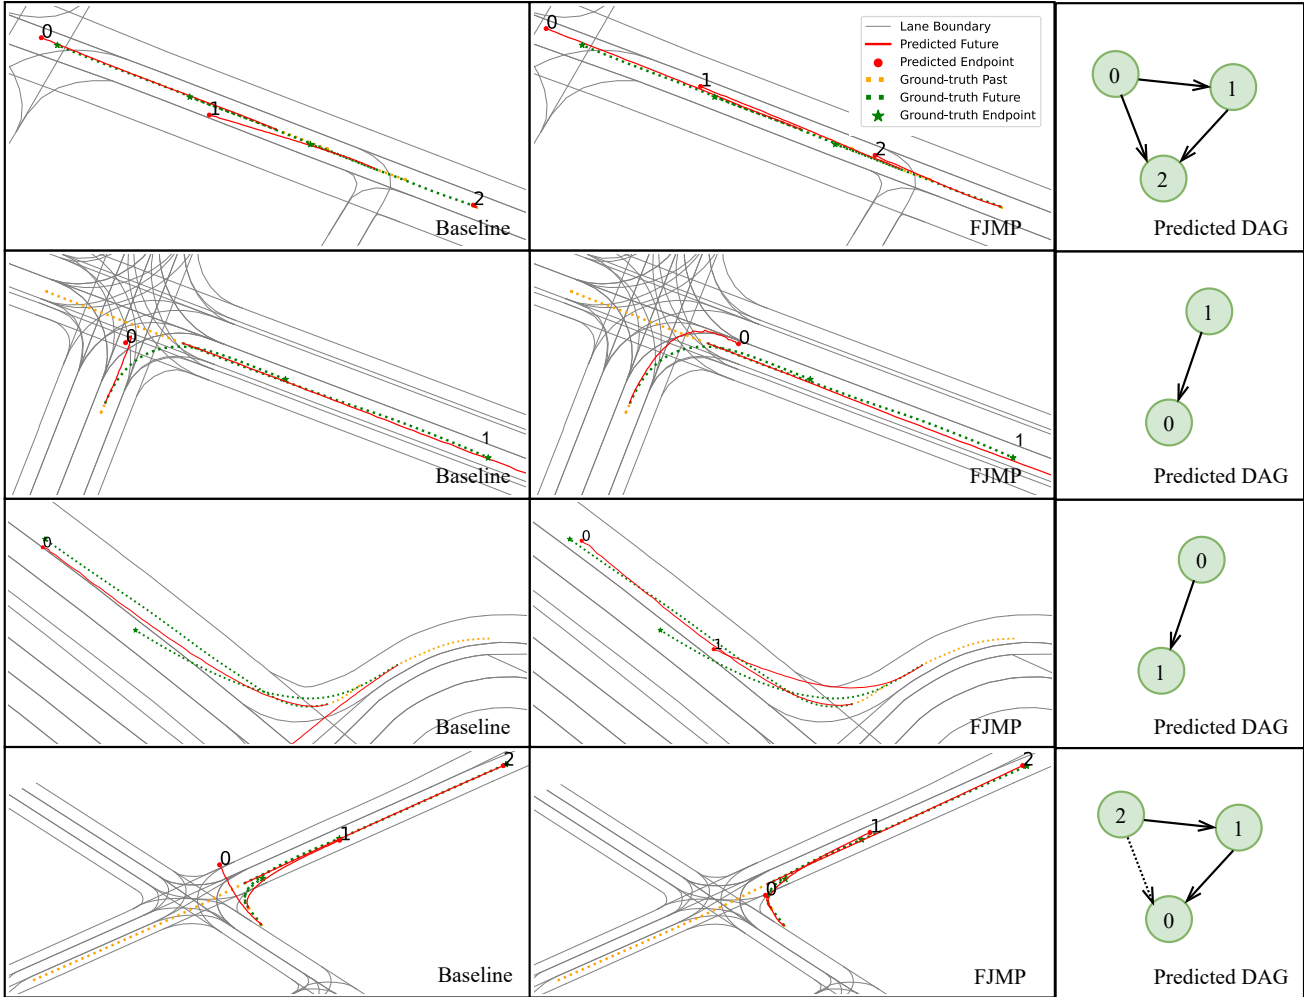 0
1
2
Baseline
0
1
2
FJMP
Lane Boundary
Predicted Future
Predicted Endpoint
Ground-truth Past
Ground-truth Future
Ground-truth Endpoint
0
1
2
Predicted DAG
0
1
Baseline
0
1
FJMP
1
0
Predicted DAG
0
Baseline
0
1
FJMP
0
1
Predicted DAG
2
1
0
Baseline
2
1
0
FJMP
2
1
0
Predicted DAG